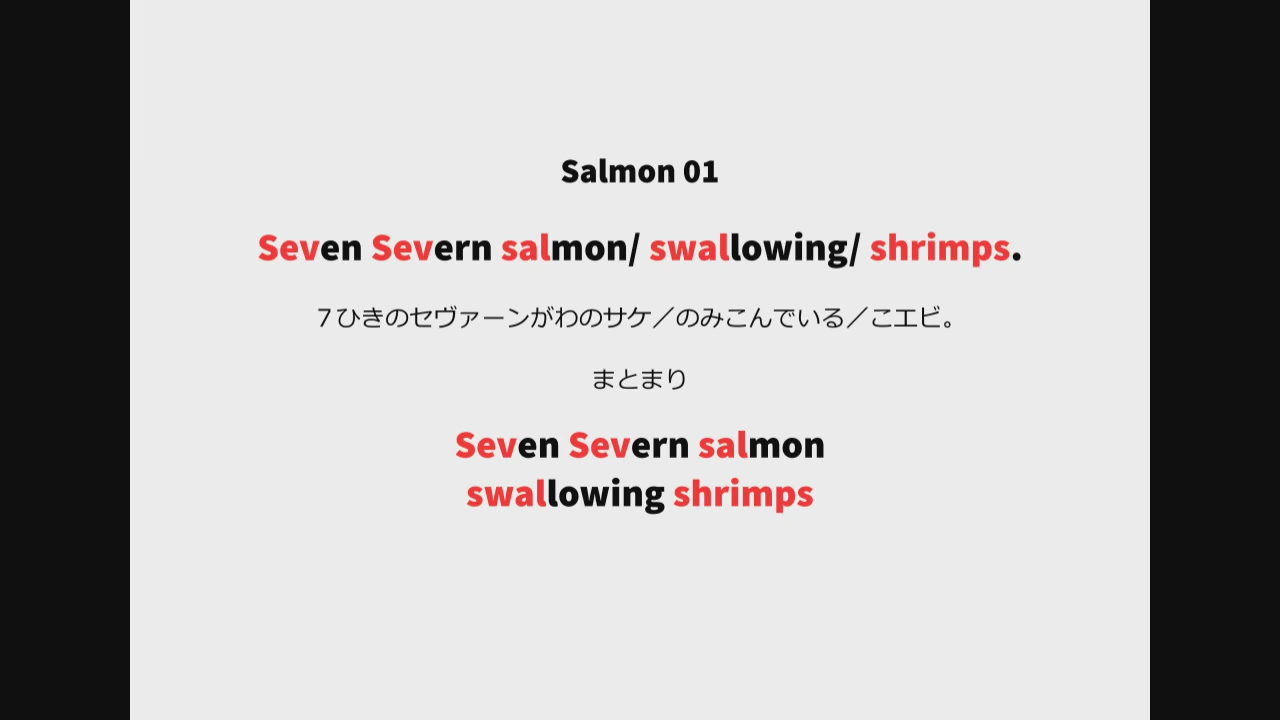 Salmon 01
Seven Severn salmon/ swallowing/ shrimps.
７ひきのセヴァーンがわのサケ／のみこんでいる／こエビ。
まとまり
Seven Severn salmon
swallowing shrimps